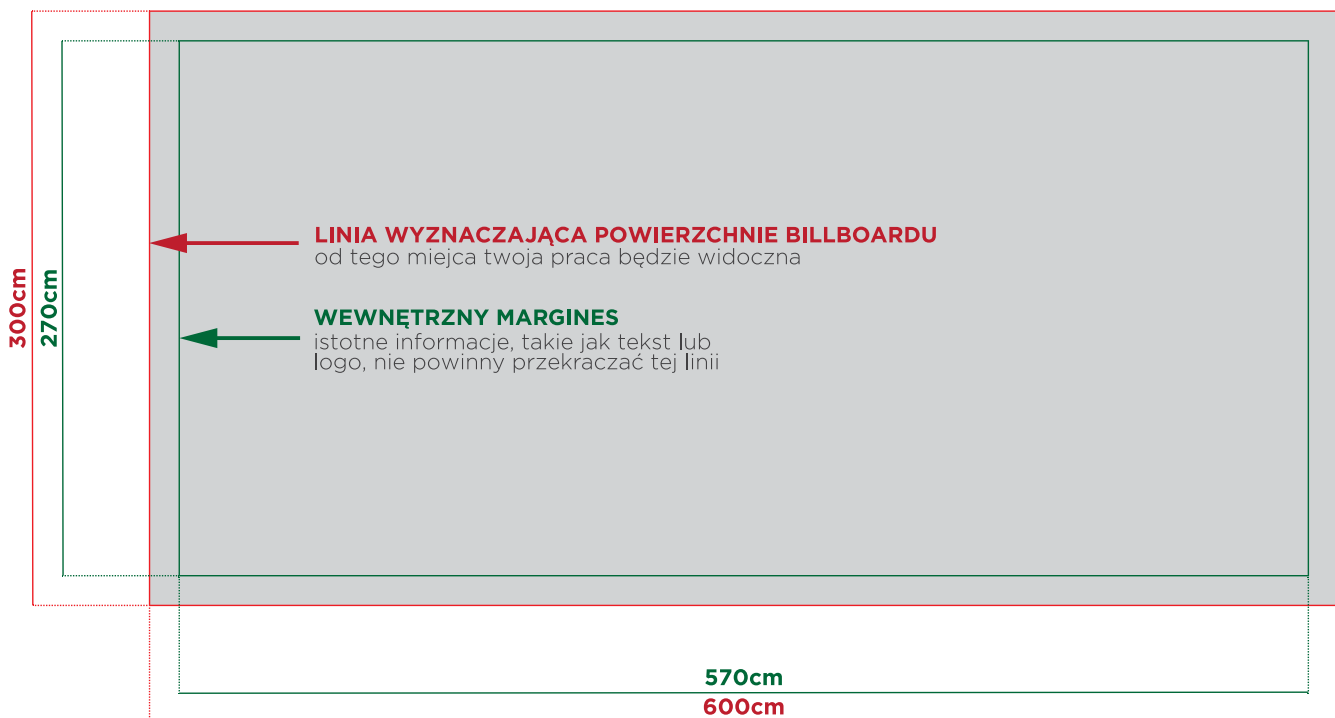 LINIA WYZNACZAJĄCA POWIERZCHNIE BILLBOARDU
od tego miejca twoja praca będzie widoczna
300cm
270cm
WEWNĘTRZNY MARGINES
istotne informacje, takie jak tekst lub
logo, nie powinny przekraczać tej linii
570cm
600cm